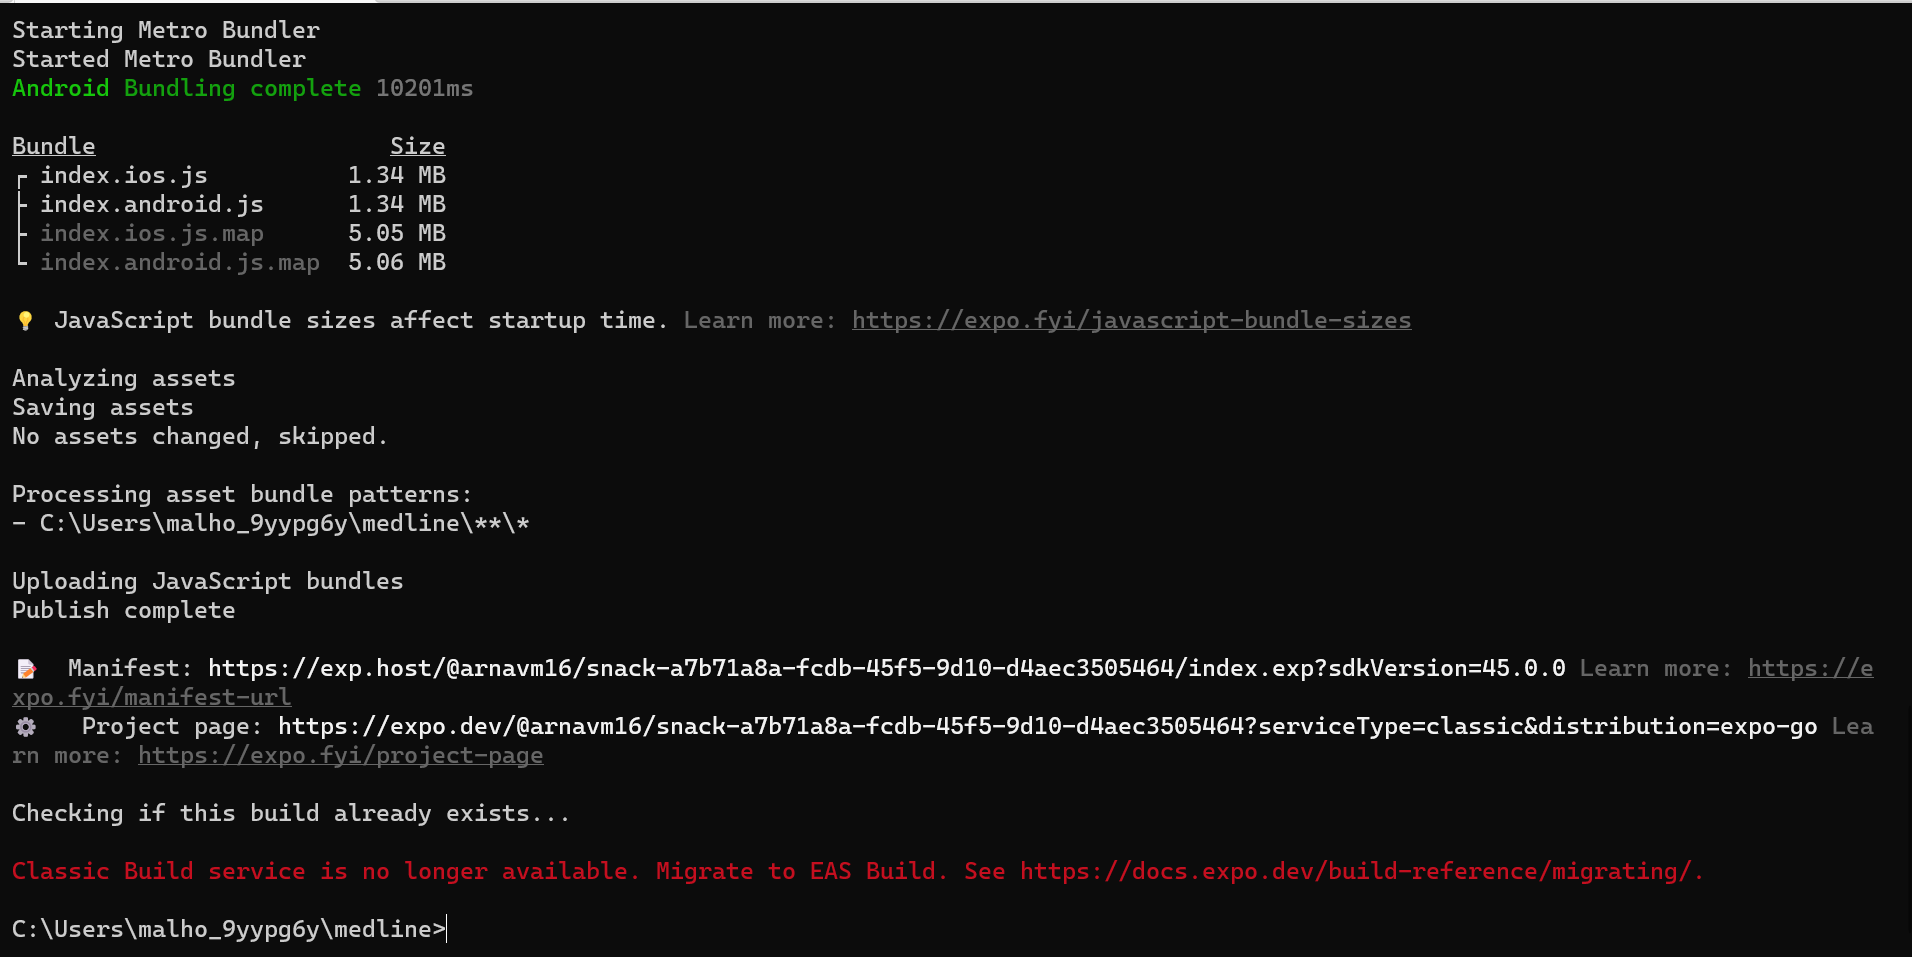 Starting Metro Bundler
Started Metro Bundler
Android Bundling complete 10201ms
Bundle                     Size
┌ index.ios.js          1.34 MB
├ index.android.js      1.34 MB
├ index.ios.js.map      5.05 MB
└ index.android.js.map  5.06 MB
💡 JavaScript bundle sizes affect startup time. Learn more: https://expo.fyi/javascript-bundle-sizes
Analyzing assets
Saving assets
No assets changed, skipped.
Processing asset bundle patterns:
- C:\Users\malho_9yypg6y\medline\**\*
Uploading JavaScript bundles
Publish complete
📝  Manifest: https://exp.host/@arnavm16/snack-a7b71a8a-fcdb-45f5-9d10-d4aec3505464/index.exp?sdkVersion=45.0.0 Learn more: https://e
xpo.fyi/manifest-url
⚙️   Project page: https://expo.dev/@arnavm16/snack-a7b71a8a-fcdb-45f5-9d10-d4aec3505464?serviceType=classic&distribution=expo-go Lea
rn more: https://expo.fyi/project-page
Checking if this build already exists...
Classic Build service is no longer available. Migrate to EAS Build. See https://docs.expo.dev/build-reference/migrating/.
C:\Users\malho_9yypg6y\medline>